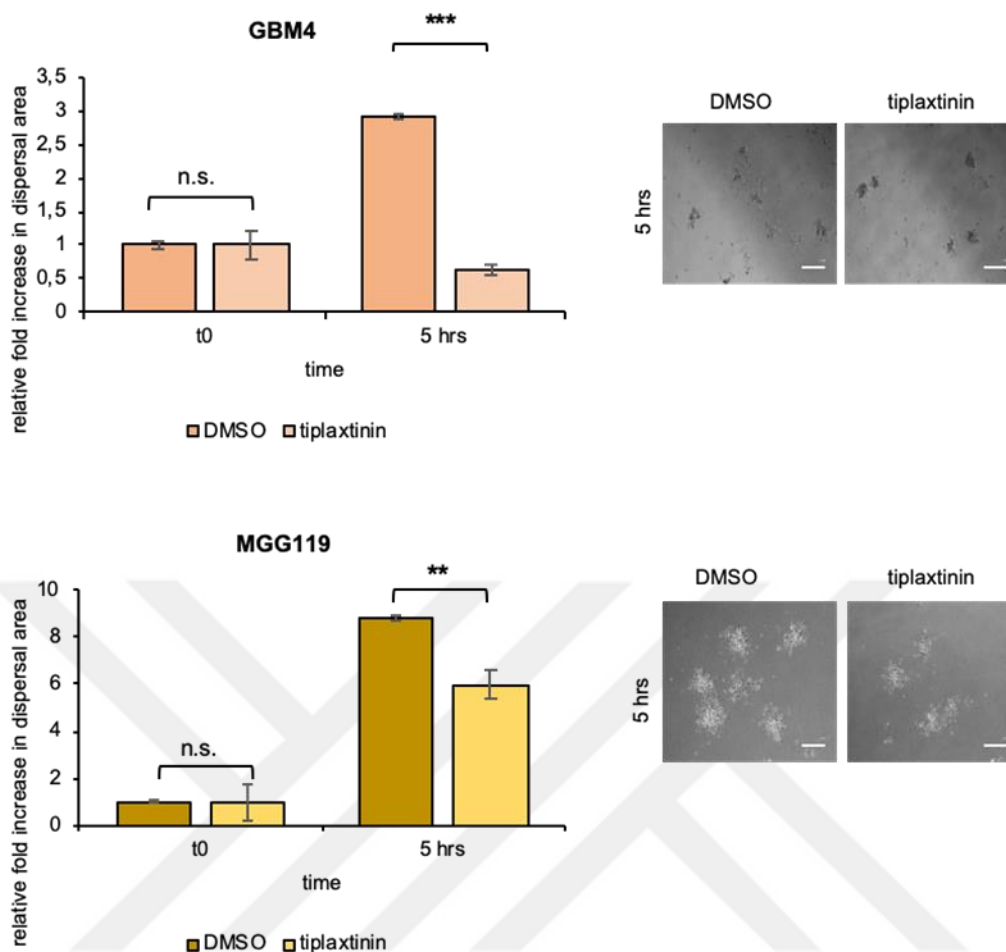 GBM4
***
relative fold increase in dispersal area
3,5
3
2,5
2
1,5
1
0,5
0
n.s.
t0
5 hrs
time
DMSO tiplaxtinin
DMSO tiplaxtinin
5 hrs
MGG119
**
relative fold increase in dispersal area
10
8
6
4
2
0
n.s.
t0
5 hrs
time
DMSO tiplaxtinin
DMSO tiplaxtinin
5 hrs